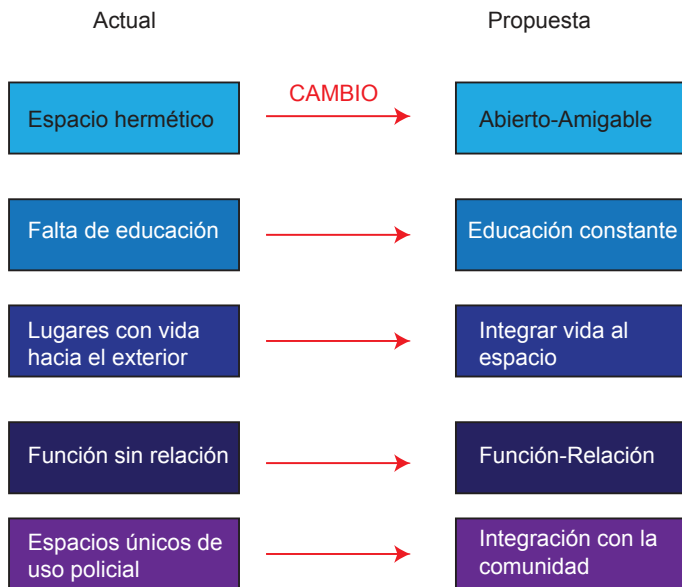 Actual
Propuesta
CAMBIO
Espacio hermético
Abierto-Amigable
Falta de educación
Educación constante
Lugares con vida
hacia el exterior
Integrar vida al
espacio
Función sin relación
Función-Relación
Espacios únicos de
uso policial
Integración con la
comunidad